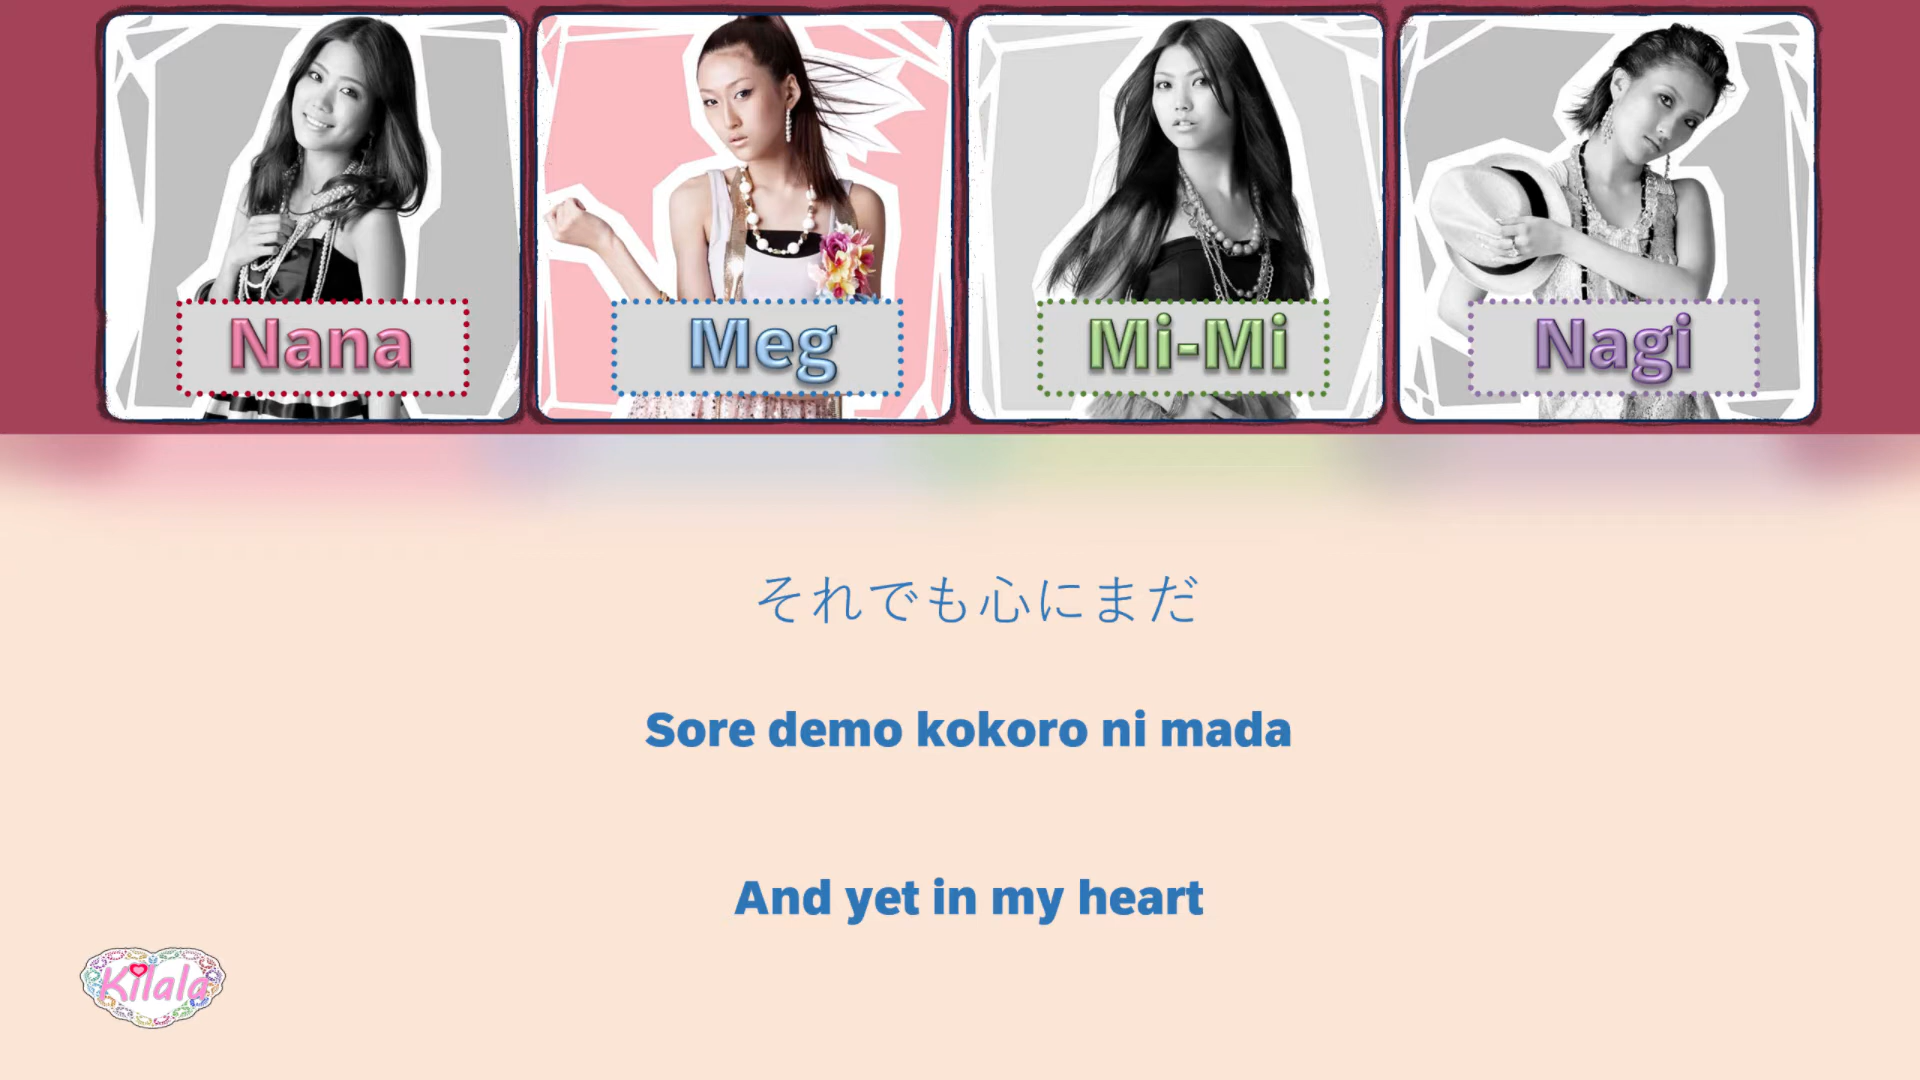 Nana
Meg
Mi-Mi
Nagi
それでも心にまだ
Sore demo kokoro ni mada
And yet in my heart
Kilala